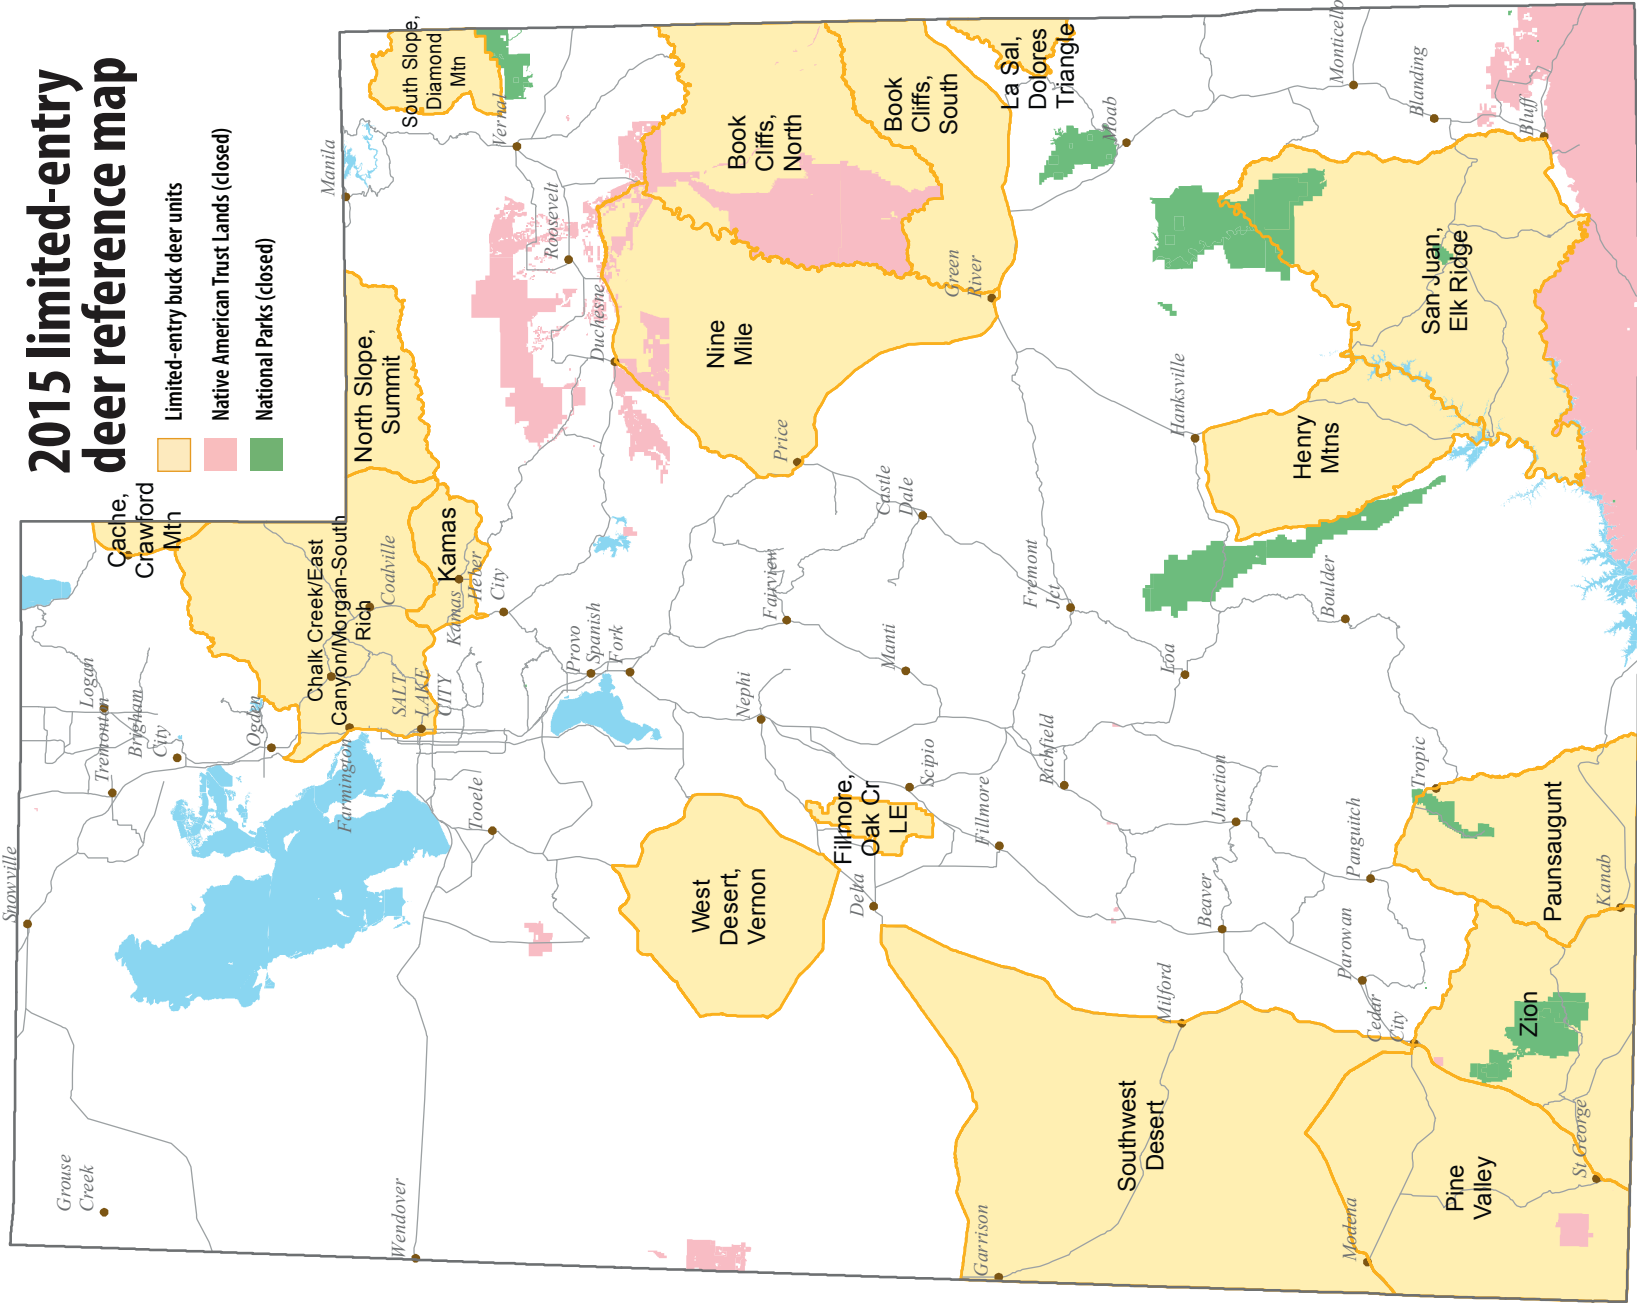 2015 limited-entry
deer reference map
Limited-entry buck deer units
Native American Trust Lands (closed)
National Parks (closed)
Snowville
Grouse
Creek
Tremonton
Logan
Brigham
City
Cache,
Crawford
Mtn
Ogden
Chalk Creek/East
Canyon/Morgan-South
Rich
Coalville
Farmington
SALT
LAKE
CITY
Wendover
Tooele
Kamas
Kamas
Heber
City
North Slope,
Summit
Manila
South Slope,
Diamond
Mtn
Vernal
Roosevelt
Duchesne
Provo
Spanish
Fork
Book
Cliffs,
North
Book
Cliffs,
South
La Sal,
Dolores
Triangle
Nine
Mile
Price
Green
River
Moab
West
Desert,
Vernon
Nephi
Fairview
Castle
Dale
Manti
Fillmore,
Oak Cr
LE
Delta
Scipio
Fillmore
Fremont
Jct
Richfield
Loa
Hanksville
Garrison
Southwest
Desert
Milford
Beaver
Junction
Boulder
Henry
Mtns
San Juan,
Elk Ridge
Monticello
Blanding
Bluff
Modena
Pine
Valley
Cedar
City
Parowan
Panguitch
Tropic
Zion
Paunsaugunt
St George
Kanab